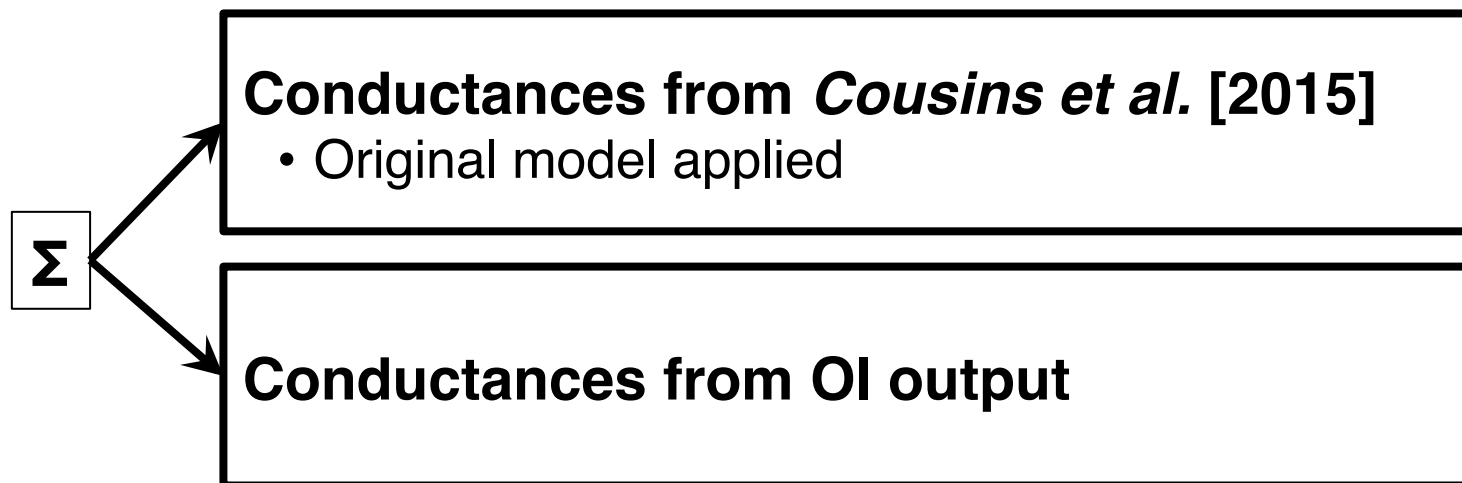 Conductances from Cousins et al. [2015]
• Original model applied
Σ
Conductances from OI output